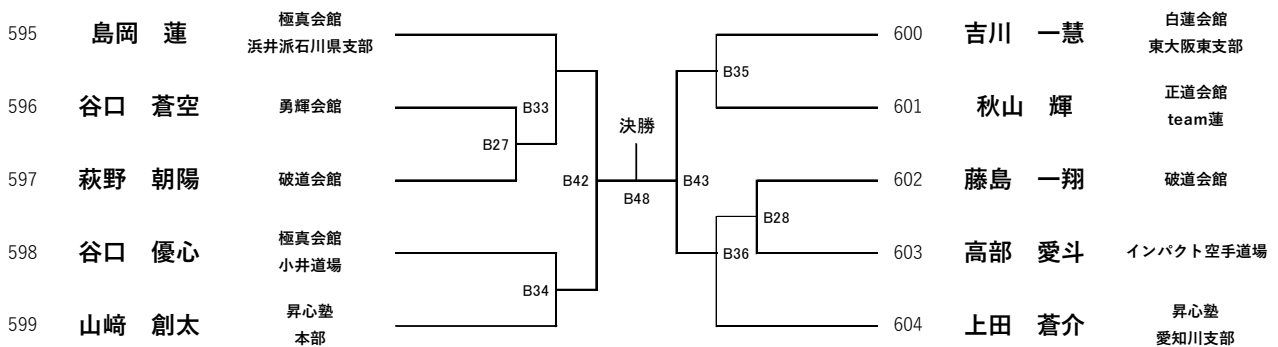 595 島岡 蓮 極真会館
浜井派石川県支部
596 谷口 蒼空 勇輝会館
597 萩野 朝陽 破道会館
598 谷口 優心 極真会館
小井道場
599 山﨑 創太 昇心塾
本部
B33
B27
B42
B34
決勝
B48
B35
B43
B28
B36
600 吉川 一慧 白蓮会館
東大阪東支部
601 秋山 輝 正道会館
team蓮
602 藤島 一翔 破道会館
603 高部 愛斗 インパクト空手道場
604 上田 蒼介 昇心塾
愛知川支部